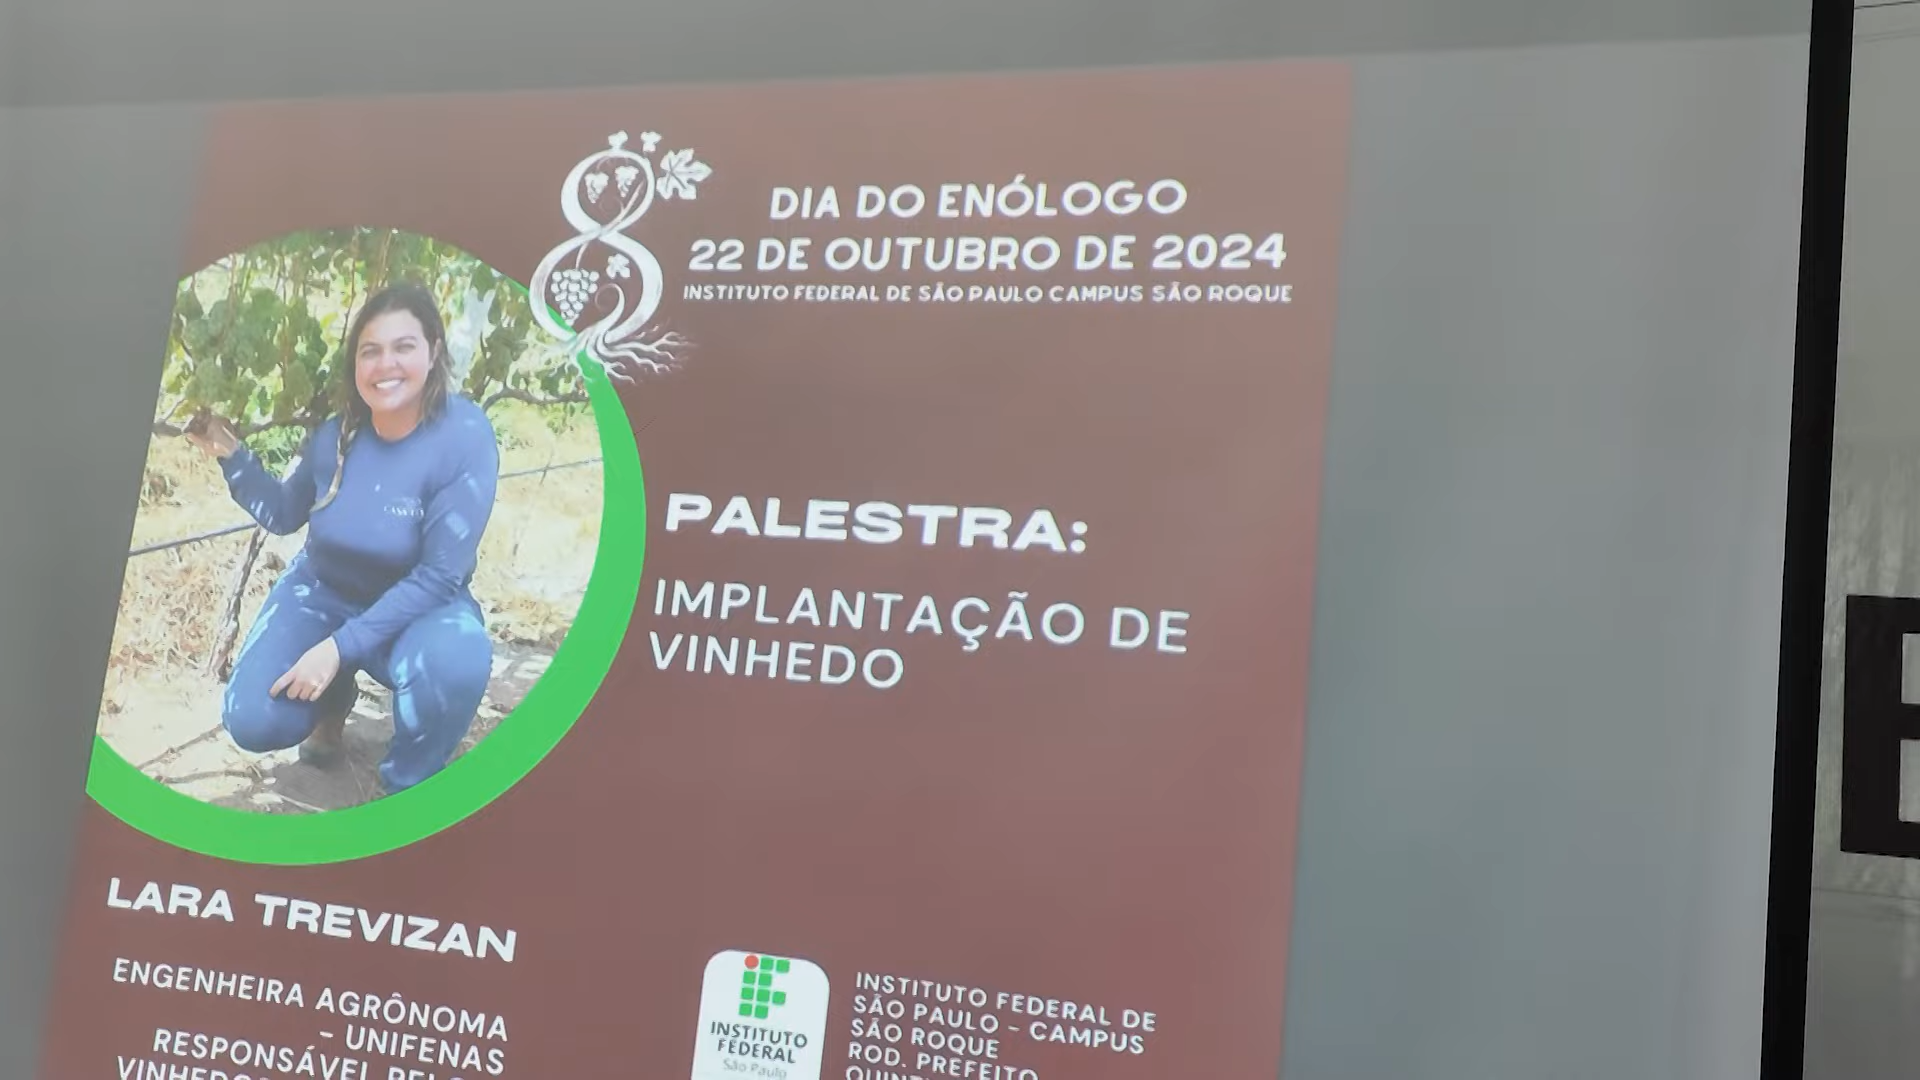 DIA DO ENÓLOGO
22 DE OUTUBRO DE 2024
INSTITUTO FEDERAL DE SÃO PAULO CAMPUS SÃO ROQUE
PALESTRA:
IMPLANTAÇÃO DE
VINHEDO
LARA TREVIZAN
ENGENHEIRA AGRÔNOMA
- UNIFENAS
RESPONSÁVEL
INSTITUTO
FEDERAL
São Paulo
INSTITUTO FEDERAL DE
SÃO PAULO - CAMPUS
SÃO ROQUE
ROD. PREFEITO